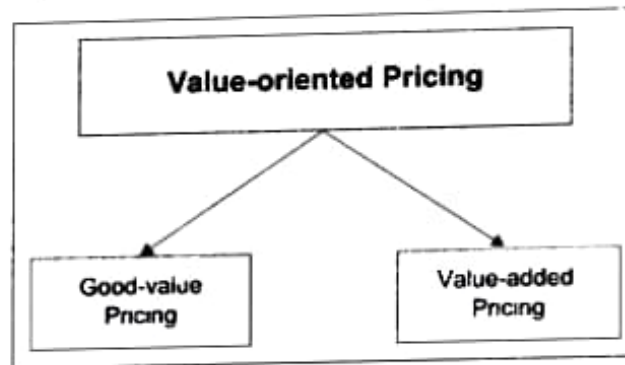 Value-oriented Pricing
Good-value
Pricing
Value-added
Pricing